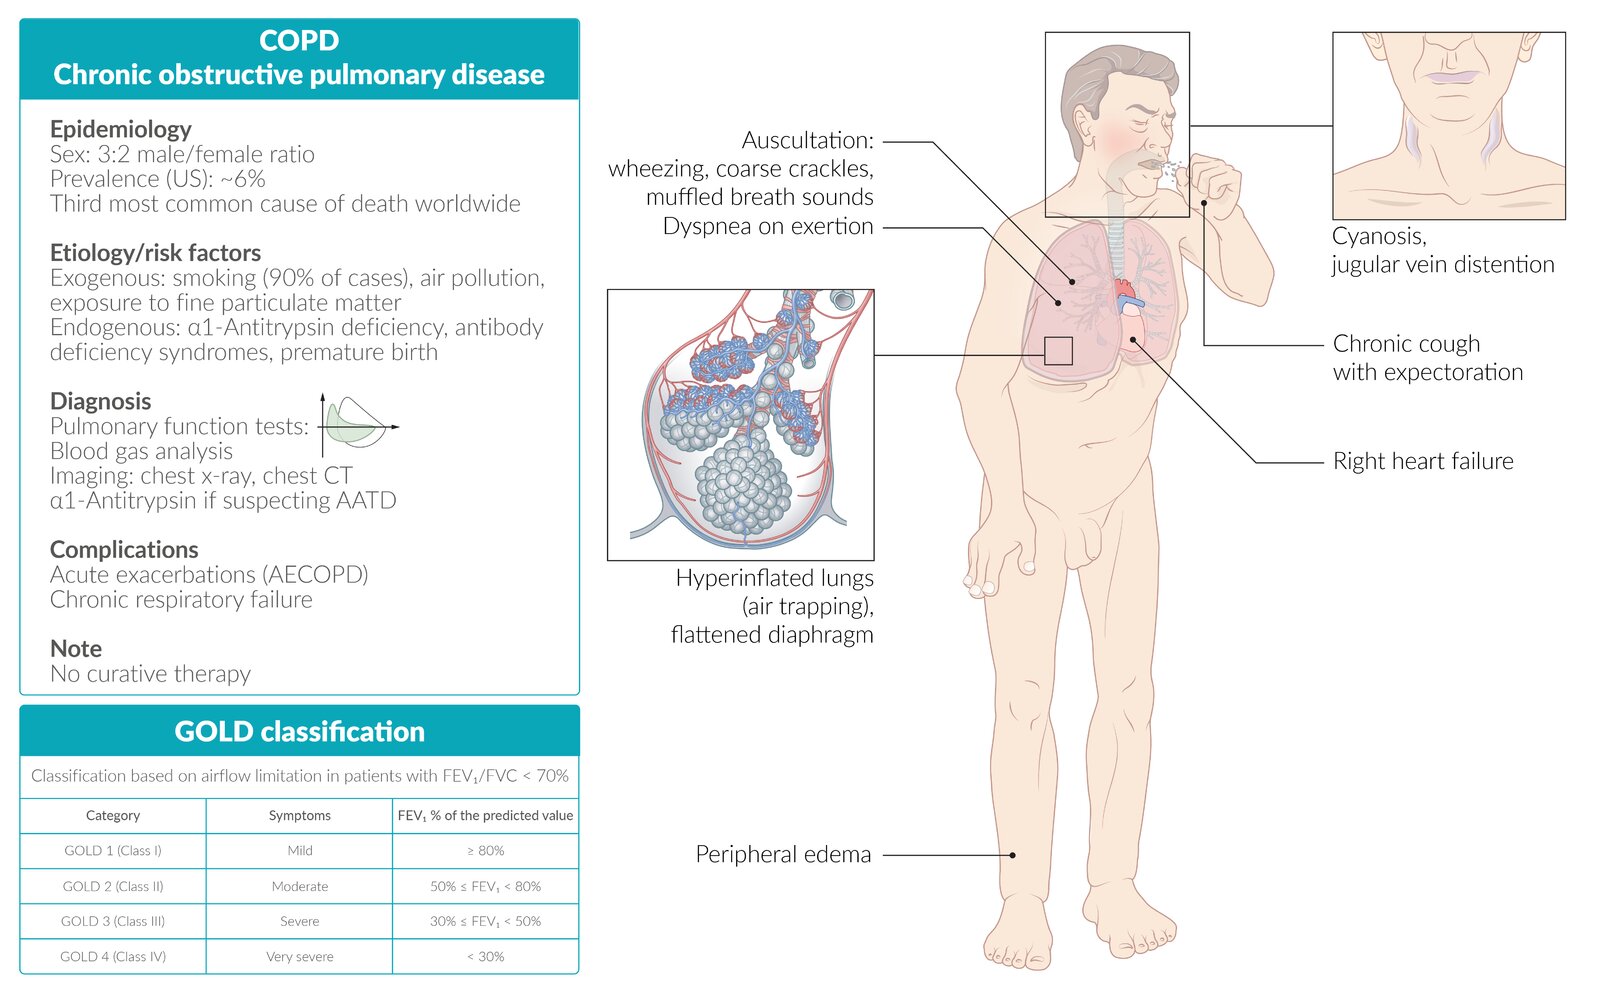 COPD
Chronic obstructive pulmonary disease
Epidemiology
Sex: 3:2 male/female ratio
Prevalence (US): ~6%
Third most common cause of death worldwide
Etiology/risk factors
Exogenous: smoking (90% of cases), air pollution,
exposure to fine particulate matter
Endogenous: α1-Antitrypsin deficiency, antibody
deficiency syndromes, premature birth
Diagnosis
Pulmonary function tests:
Blood gas analysis
Imaging: chest x-ray, chest CT
α1-Antitrypsin if suspecting AATD
Complications
Acute exacerbations (AECOPD)
Chronic respiratory failure
Note
No curative therapy
GOLD classification
Classification based on airflow limitation in patients with FEV₁/FVC < 70%
Category Symptoms FEV₁ % of the predicted value
GOLD 1 (Class I) Mild ≥ 80%
GOLD 2 (Class II) Moderate 50% ≤ FEV₁ < 80%
GOLD 3 (Class III) Severe 30% ≤ FEV₁ < 50%
GOLD 4 (Class IV) Very severe < 30%
Auscultation:
wheezing, coarse crackles,
muffled breath sounds
Dyspnea on exertion
Hyperinflated lungs
(air trapping),
flattened diaphragm
Peripheral edema
Cyanosis,
jugular vein distention
Chronic cough
with expectoration
Right heart failure